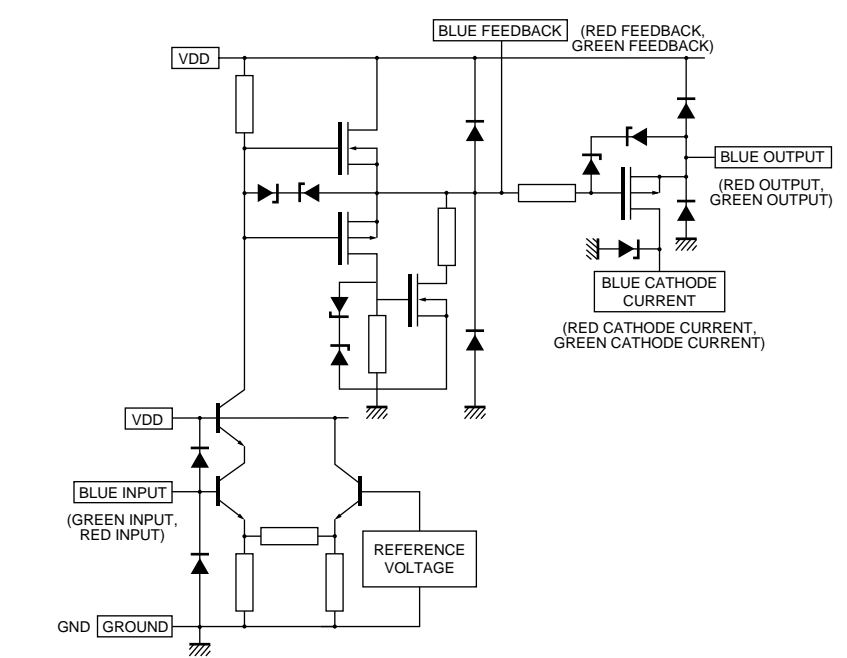 BLUE FEEDBACK
(RED FEEDBACK,
GREEN FEEDBACK)
VDD
BLUE OUTPUT
(RED OUTPUT,
GREEN OUTPUT)
BLUE CATHODE
CURRENT
(RED CATHODE CURRENT,
GREEN CATHODE CURRENT)
VDD
BLUE INPUT
(GREEN INPUT,
RED INPUT)
REFERENCE
VOLTAGE
GND GROUND